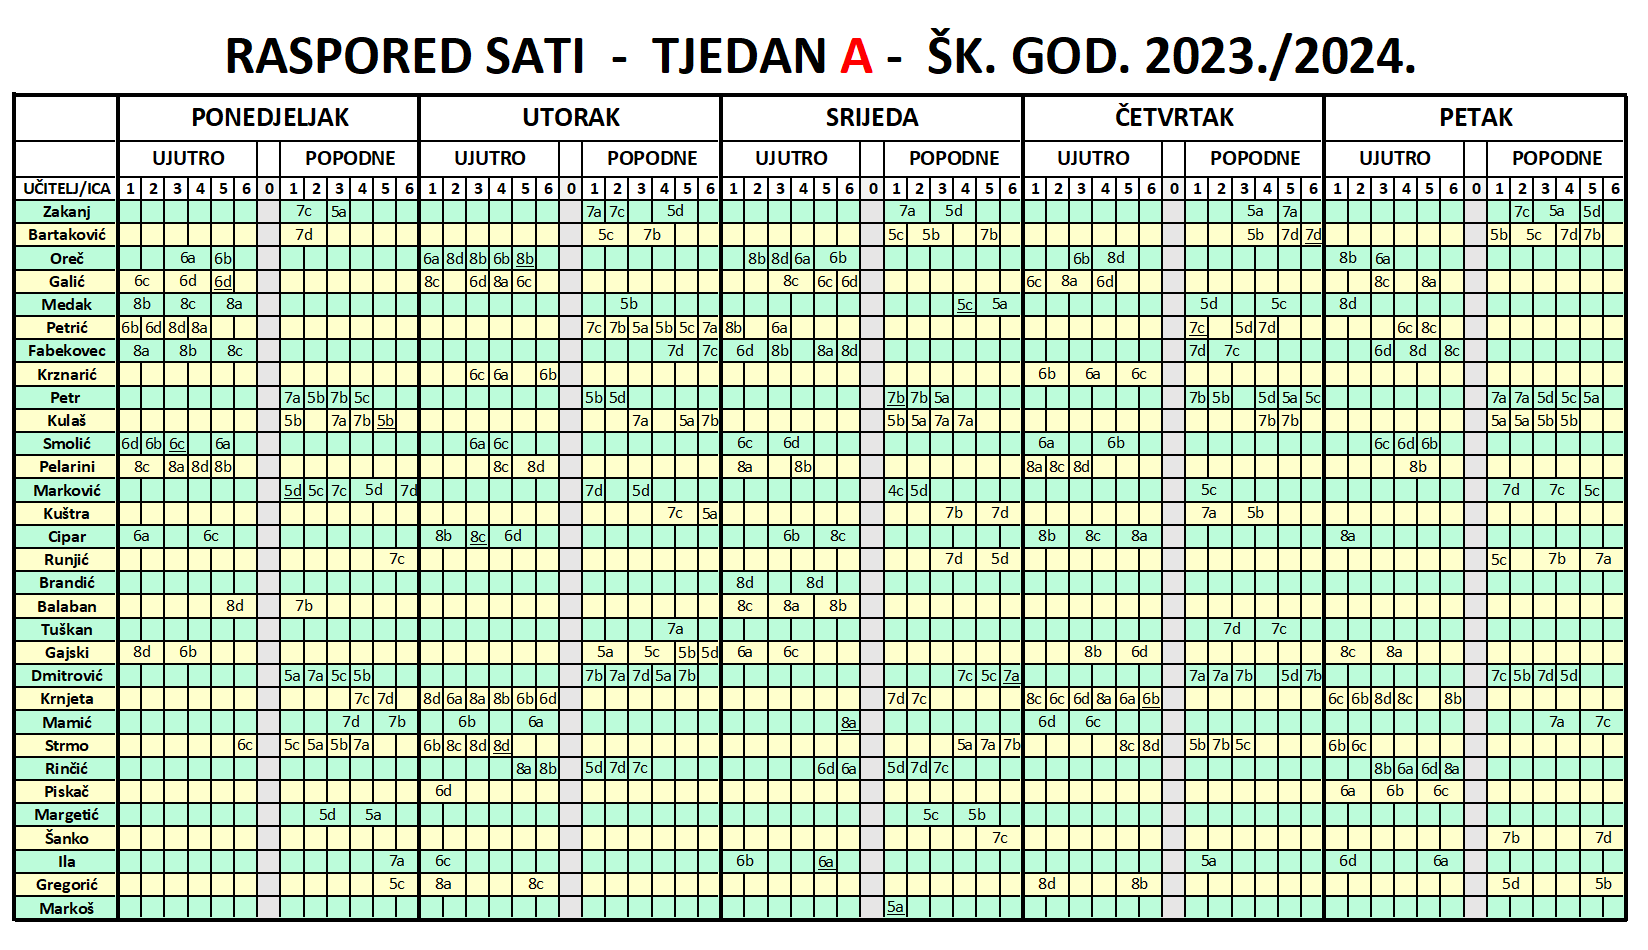 RASPORED SATI - TJEDAN A - ŠK. GOD. 2023./2024.
PONEDJELJAK UTORAK SRIJEDA ČETVRTAK PETAK
UJUTRO POPODNE UJUTRO POPODNE UJUTRO POPODNE UJUTRO POPODNE UJUTRO POPODNE
UČITELJ/ICA 1 2 3 4 5 6 0 1 2 3 4 5 6 1 2 3 4 5 6 0 1 2 3 4 5 6 1 2 3 4 5 6 0 1 2 3 4 5 6 1 2 3 4 5 6 0 1 2 3 4 5 6 1 2 3 4 5 6 0 1 2 3 4 5 6
Zakanj 7c 5a 7a 7c 5d 7a 5d 5a 7a 7c 5a 5d
Bartaković 7d 5c 7b 5c 5b 7b 5b 7d 7d 5b 5c 7d 7b
Oreč 6a 6b 6a 8d 8b 6b 8b 8b 8d 6a 6b 6b 8d 8b 6a
Galić 6c 6d 6d 8c 6d 8a 6c 8c 6c 6d 6c 8a 6d 8c 8a
Medak 8b 8c 8a 5b 5c 5a 5d 5c 8d
Petrić 6b 6d 8d 8a 7c 7b 5a 5b 5c 7a 8b 6a 7c 5d 7d 6c 8c
Fabekovec 8a 8b 8c 7d 7c 6d 8b 8a 8d 7d 7c 6d 8d 8c
Krznarić 6c 6a 6b 6b 6a 6c
Petr 7a 5b 7b 5c 5b 5d 7b 7b 5a 7b 5b 5d 5a 5c 7a 7a 5d 5c 5a
Kulaš 5b 7a 7b 5b 7a 5a 7b 5b 5a 7a 7a 7b 7b 5a 5a 5b 5b
Smolić 6d 6b 6c 6a 6a 6c 6c 6d 6a 6b 6c 6d 6b
Pelarini 8c 8a 8d 8b 8c 8d 8a 8b 8a 8c 8d 8b
Marković 5d 5c 7c 5d 7d 7d 5d 4c 5d 5c 7d 7c 5c
Kuštra 7c 5a 7b 7d 7a 5b
Cipar 6a 6c 8b 8c 6d 6b 8c 8b 8c 8a 8a
Runjić 7c 7d 5d 5c 7b 7a
Brandić 8d 8d
Balaban 8d 7b 8c 8a 8b
Tuškan 7a 7d 7c
Gajski 8d 6b 5a 5c 5b 5d 6a 6c 8b 6d 8c 8a
Dmitrović 5a 7a 5c 5b 7b 7a 7d 5a 7b 7c 5c 7a 7a 7a 7b 5d 7b 7c 5b 7d 5d
Krnjeta 7c 7d 8d 6a 8a 8b 6b 6d 7d 7c 8c 6c 6d 8a 6a 6b 6c 6b 8d 8c 8b
Mamić 7d 7b 6b 6a 8a 6d 6c 7a 7c
Strmo 6c 5c 5a 5b 7a 6b 8c 8d 8d 5a 7a 7b 8c 8d 5b 7b 5c 6b 6c
Rinčić 8a 8b 5d 7d 7c 6d 6a 5d 7d 7c 8b 6a 6d 8a
Piskač 6d 6a 6b 6c
Margetić 5d 5a 5c 5b
Šanko 7c 7b 7d
Ila 7a 6c 6b 6a 5a 6d 6a
Gregorić 5c 8a 8c 8d 8b 5d 5b
Markoš 5a